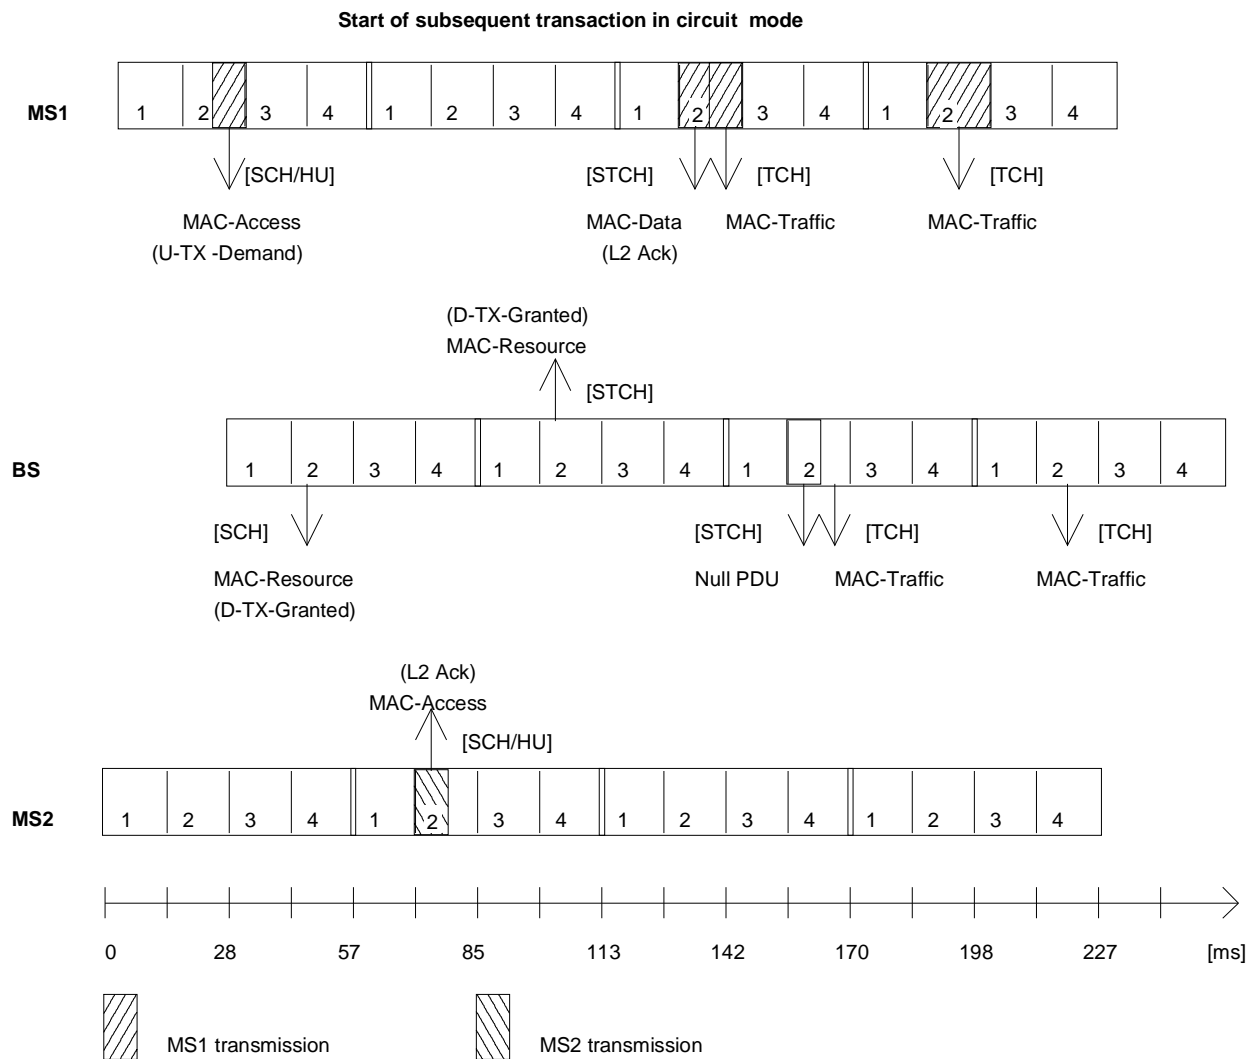 Start of subsequent transaction in circuit mode
MS1
1 2 3 4 1 2 3 4 1 2 3 4 1 2 3 4
[SCH/HU] [STCH] [TCH] [TCH]
MAC-Access MAC-Data MAC-Traffic MAC-Traffic
(U-TX -Demand) (L2 Ack)
(D-TX-Granted)
MAC-Resource
[STCH]
BS
1 2 3 4 1 2 3 4 1 2 3 4 1 2 3 4
[SCH] [STCH] [TCH] [TCH]
MAC-Resource Null PDU MAC-Traffic MAC-Traffic
(D-TX-Granted)
(L2 Ack)
MAC-Access
[SCH/HU]
MS2
1 2 3 4 1 2 3 4 1 2 3 4 1 2 3 4
0 28 57 85 113 142 170 198 227 [ms]
MS1 transmission MS2 transmission